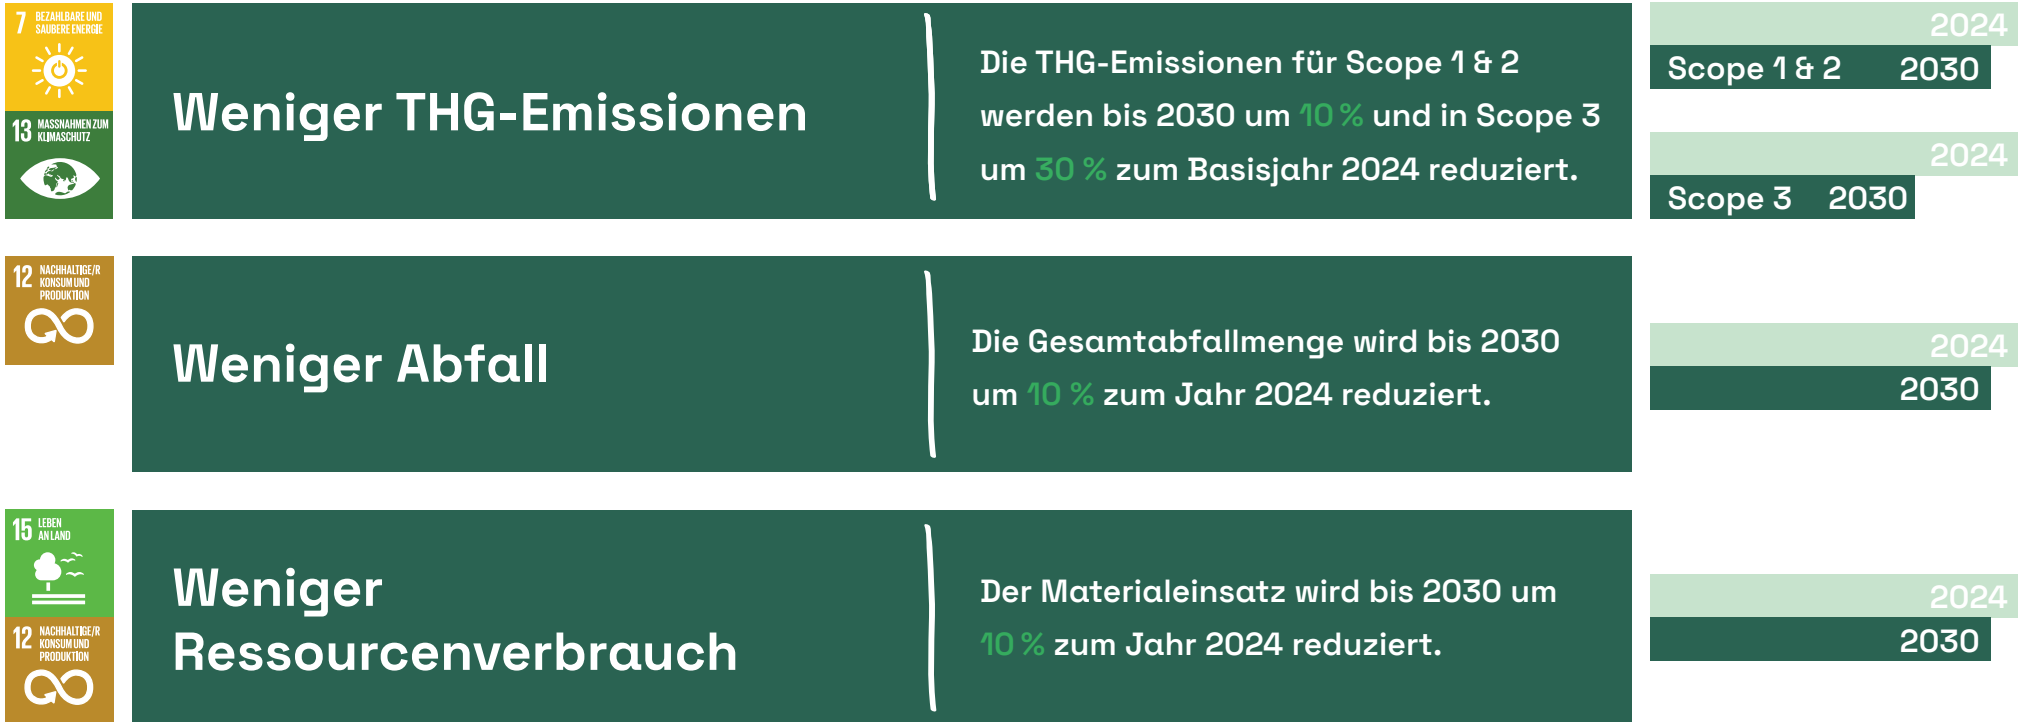 7 BEZAHLBARE UND
SAUBERE ENERGIE
13 MASSNAHMEN ZUM
KLIMASCHUTZ
Weniger THG-Emissionen
Die THG-Emissionen für Scope 1 & 2
werden bis 2030 um 10 % und in Scope 3
um 30 % zum Basisjahr 2024 reduziert.
2024
Scope 1 & 2 2030
2024
Scope 3 2030
12 NACHHALTIGE/R
KONSUM UND
PRODUKTION
Weniger Abfall
Die Gesamtabfallmenge wird bis 2030
um 10 % zum Jahr 2024 reduziert.
2024
2030
15 LEBEN
AN LAND
12 NACHHALTIGE/R
KONSUM UND
PRODUKTION
Weniger
Ressourcenverbrauch
Der Materialeinsatz wird bis 2030 um
10 % zum Jahr 2024 reduziert.
2024
2030